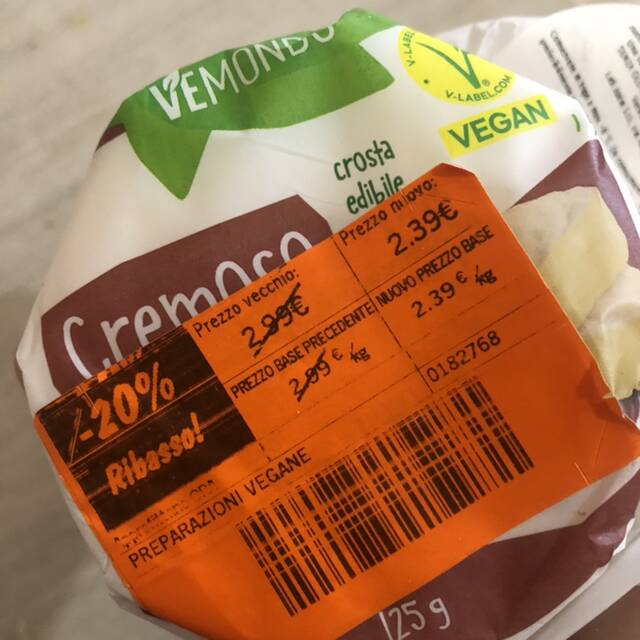 VEMONDO
V-LABEL
V-LABEL.COM
VEGAN
crosta
edibile
Cremoso
Prezzo vecchio:
2.99€
Prezzo nuovo:
2.39€
PREZZO BASE PRECEDENTE
2.99 € /kg
NUOVO PREZZO BASE
2.39 € /kg
-20%
Ribasso!
0182768
PREPARAZIONI VEGANE
125 g